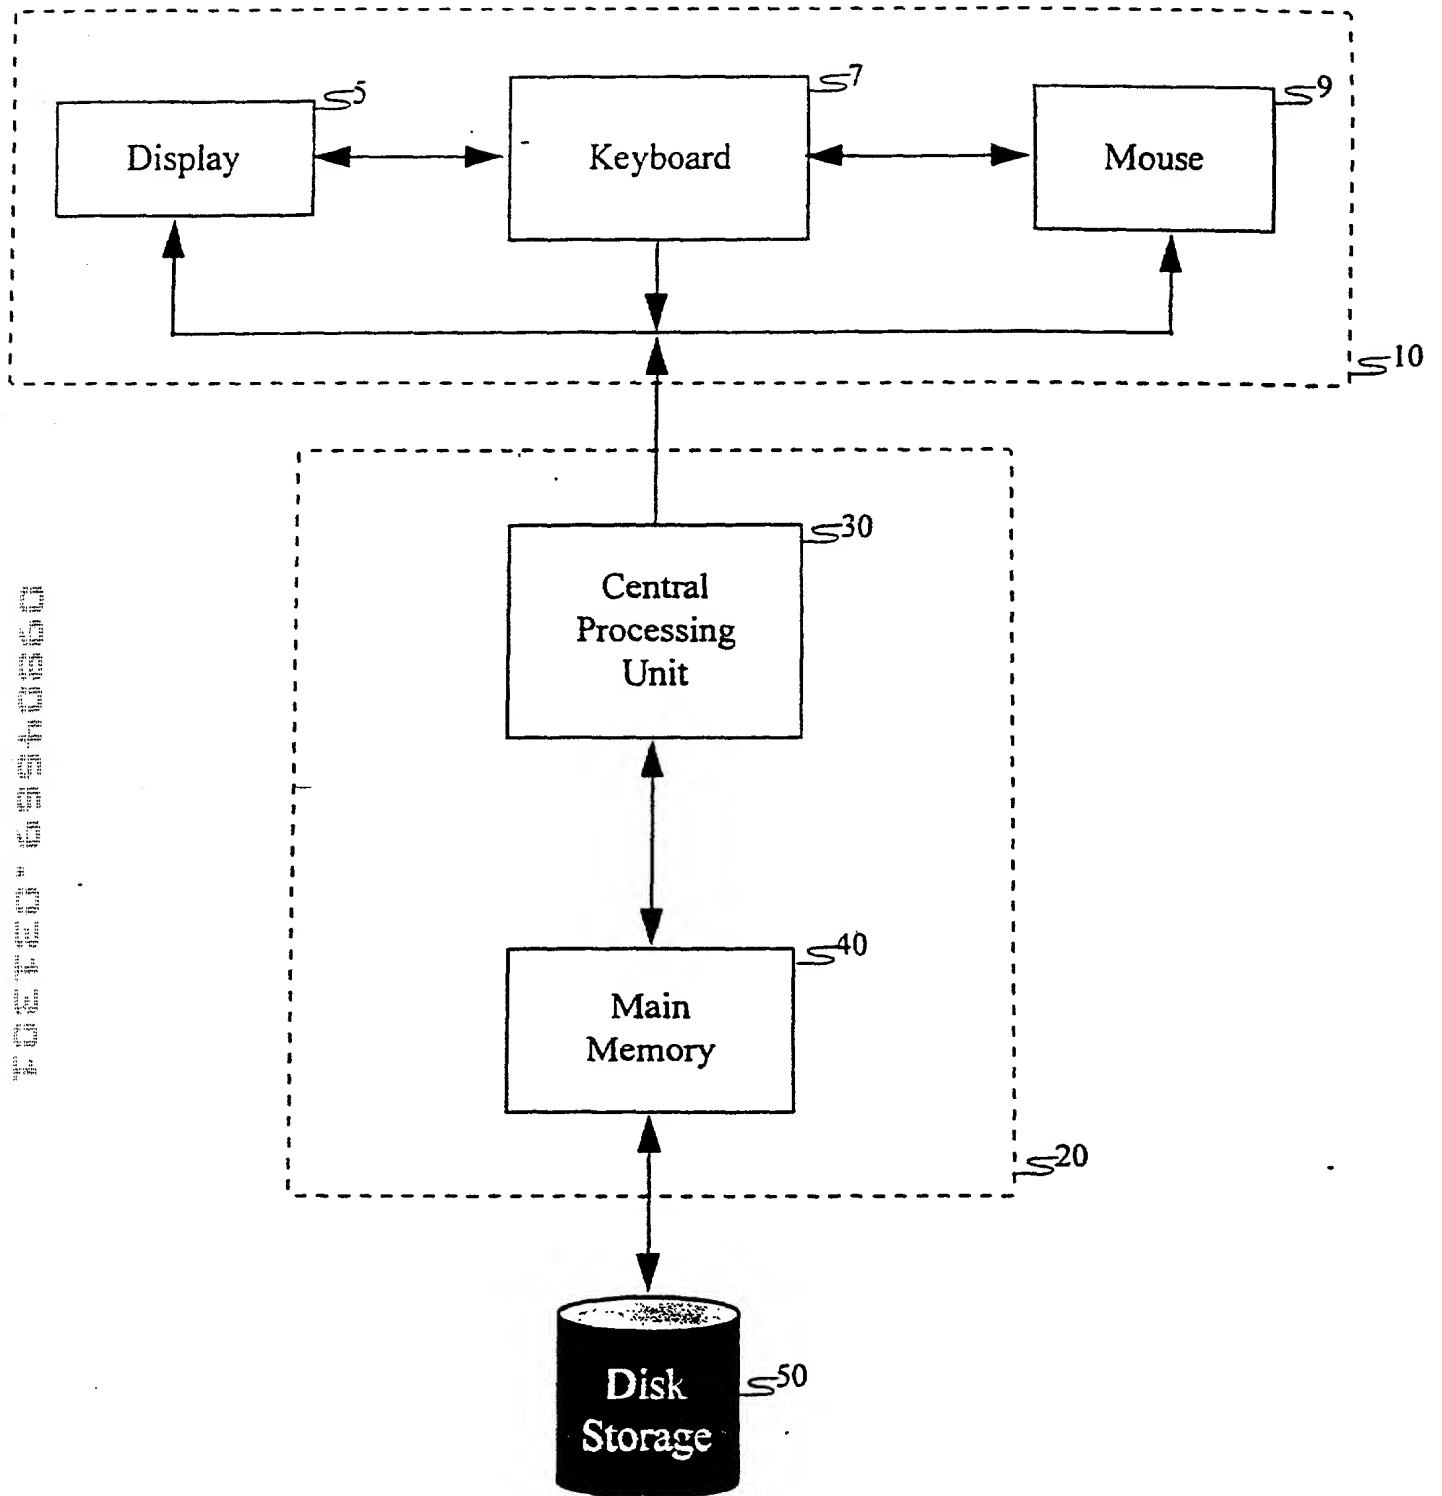 5
7
9
Display
Keyboard
Mouse
10
30
Central
Processing
Unit
40
Main
Memory
20
50
Disk
Storage